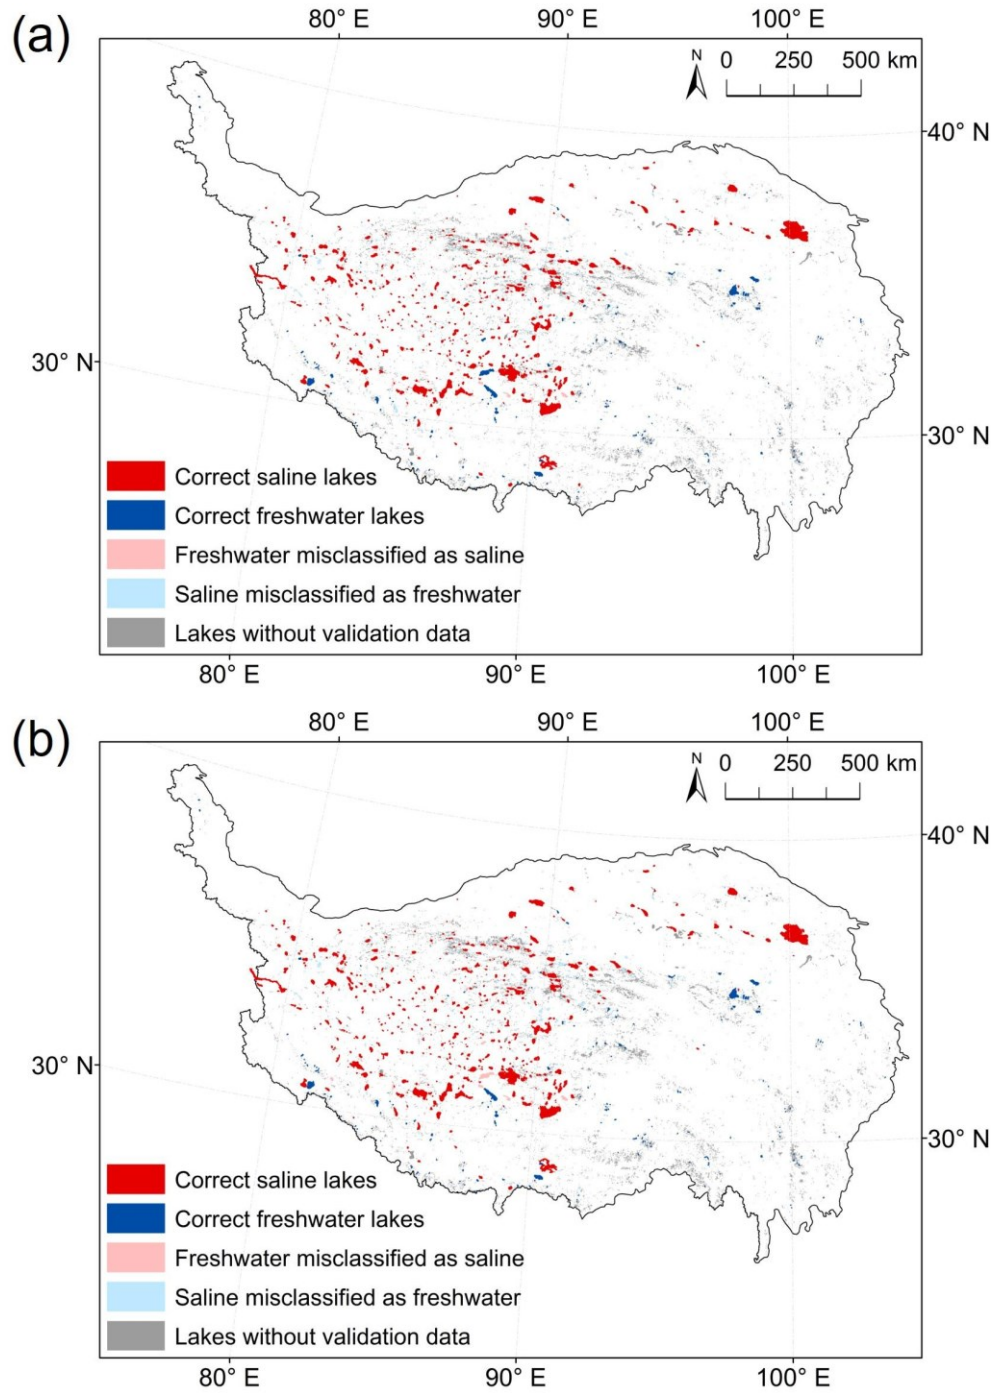 (a)
80° E 90° E 100° E
N 0 250 500 km
40° N
30° N
30° N
Correct saline lakes
Correct freshwater lakes
Freshwater misclassified as saline
Saline misclassified as freshwater
Lakes without validation data
80° E 90° E 100° E
(b)
80° E 90° E 100° E
N 0 250 500 km
40° N
30° N
30° N
Correct saline lakes
Correct freshwater lakes
Freshwater misclassified as saline
Saline misclassified as freshwater
Lakes without validation data
80° E 90° E 100° E